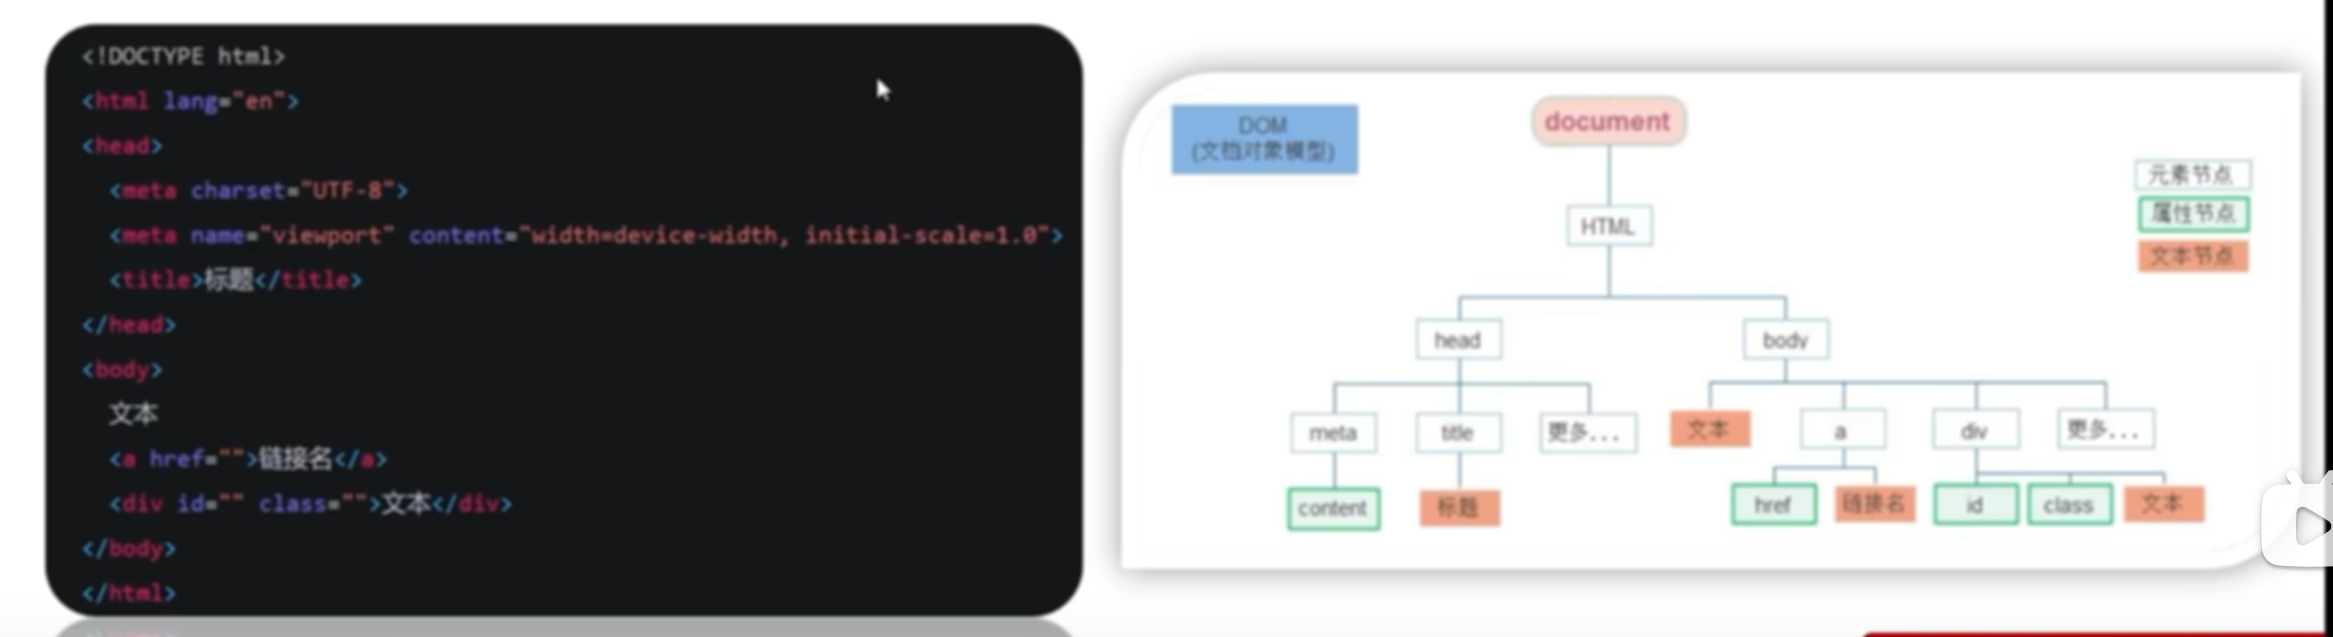 <!DOCTYPE html>
<html lang="en">
<head>
<meta charset="UTF-8">
<meta name="viewport" content="width=device-width, initial-scale=1.0">
<title>标题</title>
</head>
<body>
文本
<a href="">链接名</a>
<div id="" class="">文本</div>
</body>
</html>
DOM
(文档对象模型)
document
元素节点
属性节点
文本节点
HTML
head body
meta title 更多... 文本 a div 更多...
content 标题 href 链接名 id class 文本